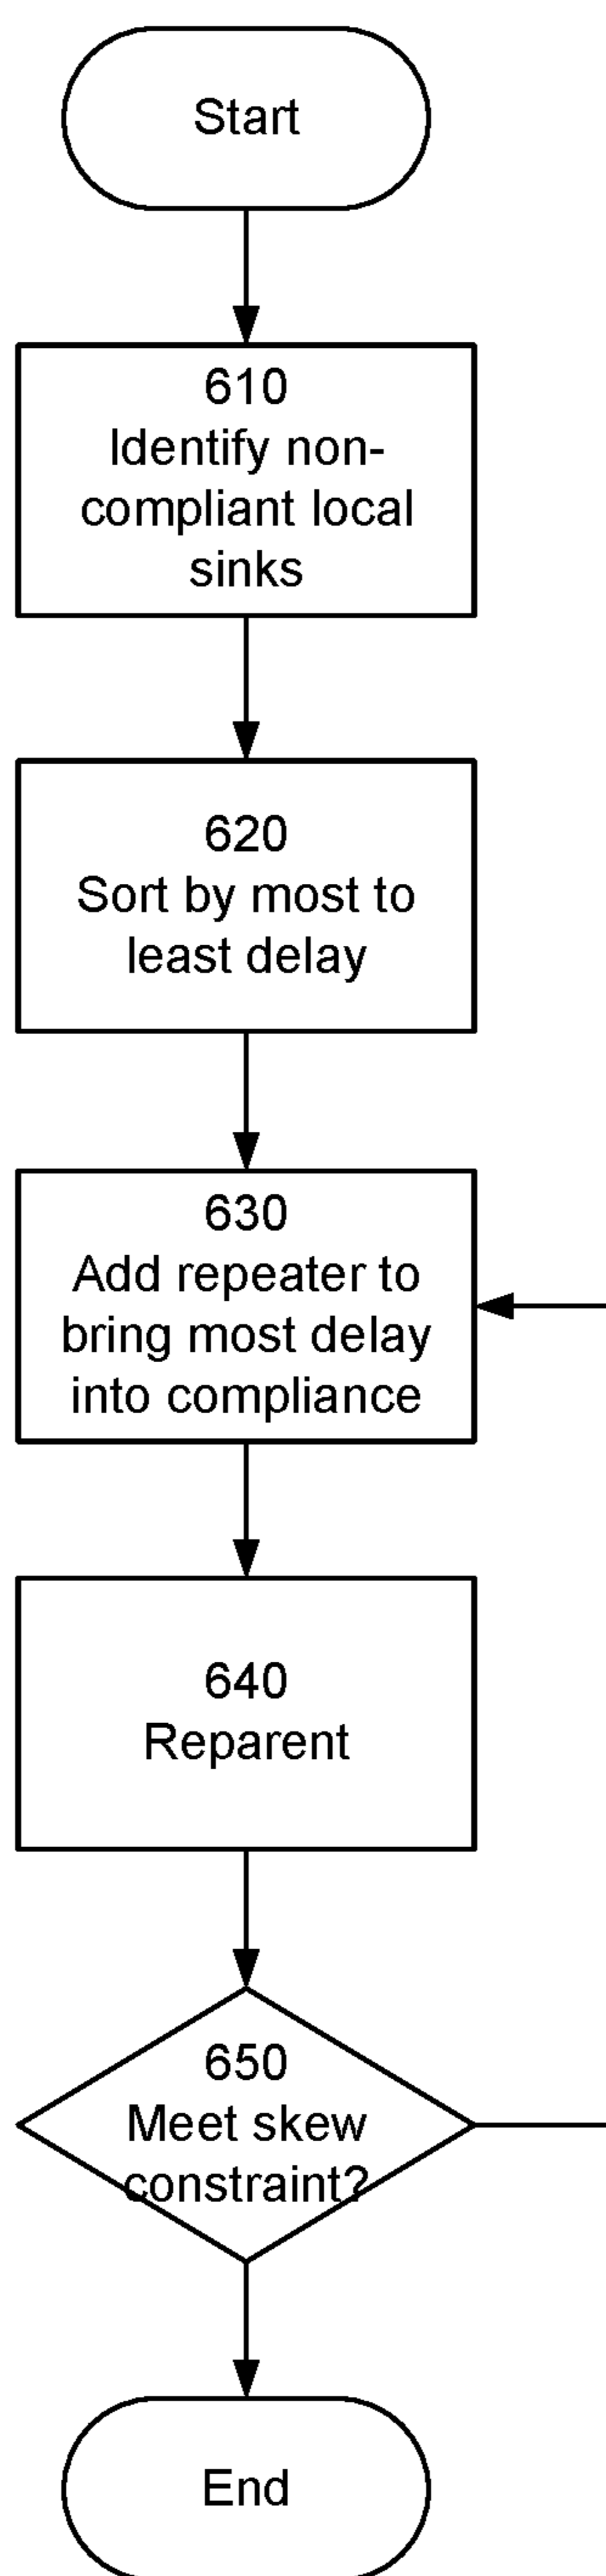 Start
610
Identify non-
compliant local
sinks
620
Sort by most to
least delay
630
Add repeater to
bring most delay
into compliance
640
Reparent
650
Meet skew
constraint?
End